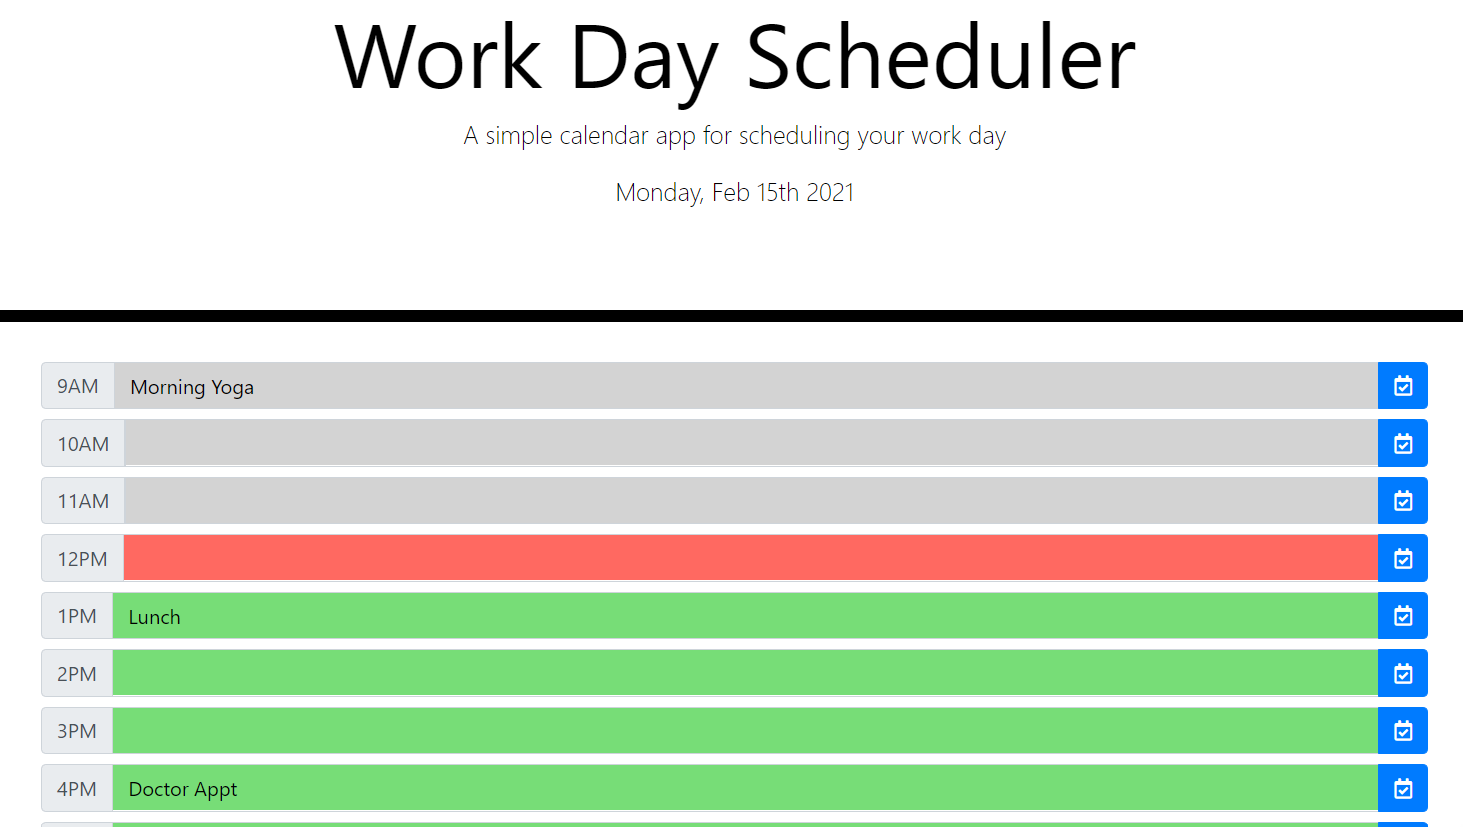 Work Day Scheduler
A simple calendar app for scheduling your work day
Monday, Feb 15th 2021
9AM Morning Yoga
10AM
11AM
12PM
1PM Lunch
2PM
3PM
4PM Doctor Appt